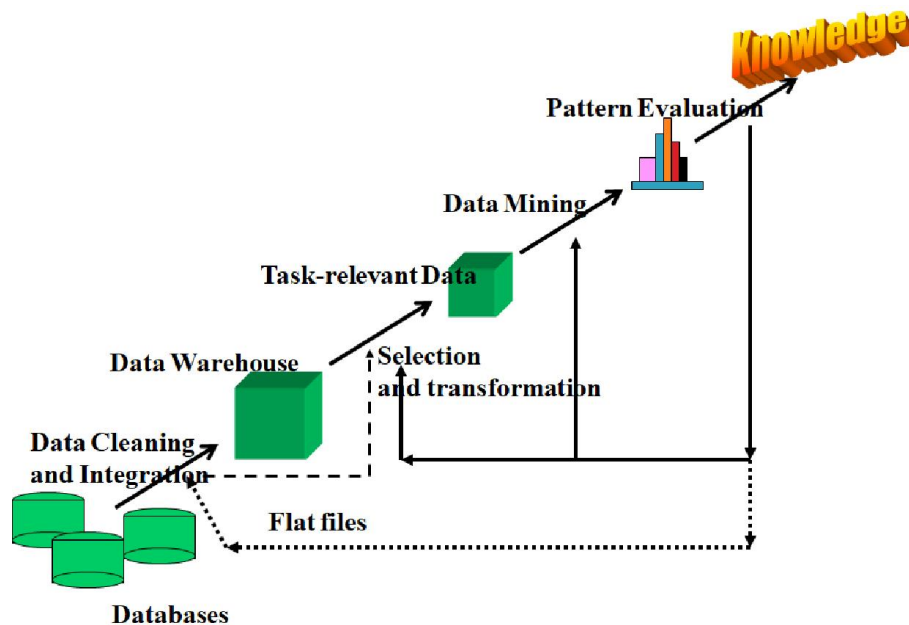 Knowledge
Pattern Evaluation
Data Mining
Task-relevant Data
Data Warehouse
Selection
and transformation
Data Cleaning
and Integration
Flat files
Databases